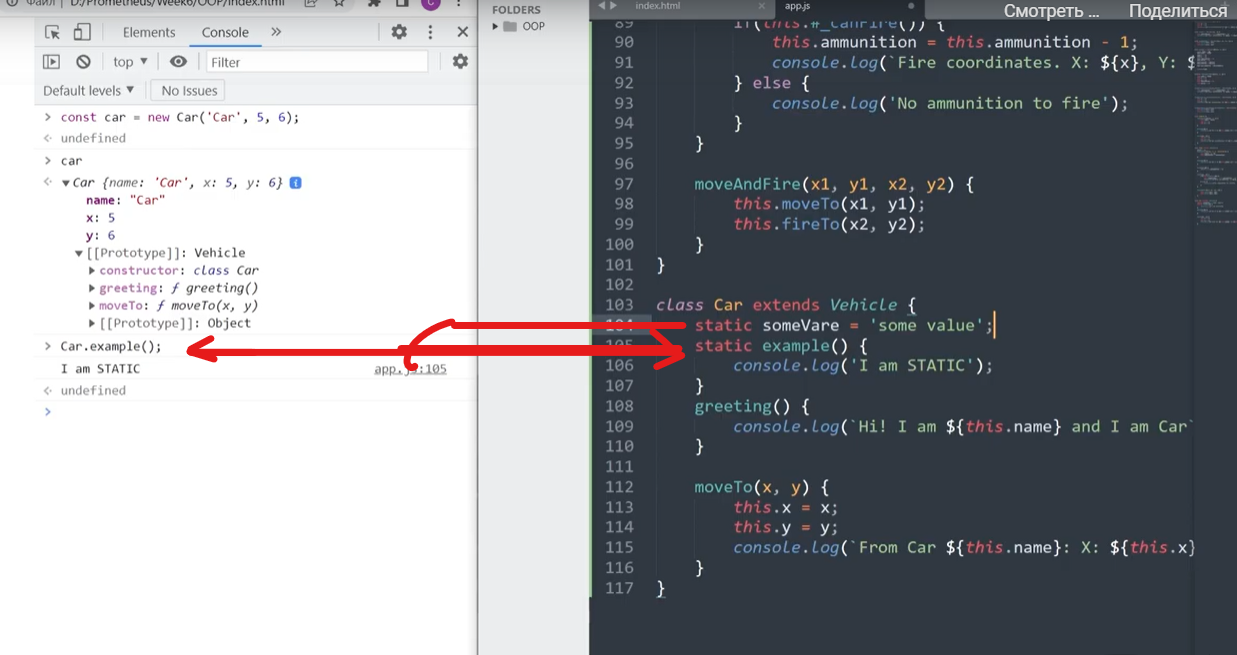 Файл D:/Prometheus/Week6/OOP/index.html
Elements Console
top Filter
Default levels No Issues
const car = new Car('Car', 5, 6);
undefined
car
Car {name: 'Car', x: 5, y: 6}
name: "Car"
x: 5
y: 6
[[Prototype]]: Vehicle
constructor: class Car
greeting: ƒ greeting()
moveTo: ƒ moveTo(x, y)
[[Prototype]]: Object
Car.example();
I am STATIC app.js:105
undefined
FOLDERS
OOP
index.html app.js
Смотреть ... Поделиться
89 if(this.#_canFire()) {
90 this.ammunition = this.ammunition - 1;
91 console.log(`Fire coordinates. X: ${x}, Y: $
92 } else {
93 console.log('No ammunition to fire');
94 }
95 }
96
97 moveAndFire(x1, y1, x2, y2) {
98 this.moveTo(x1, y1);
99 this.fireTo(x2, y2);
100 }
101 }
102
103 class Car extends Vehicle {
104 static someVare = 'some value';
105 static example() {
106 console.log('I am STATIC');
107 }
108 greeting() {
109 console.log(`Hi! I am ${this.name} and I am Car`
110 }
111
112 moveTo(x, y) {
113 this.x = x;
114 this.y = y;
115 console.log(`From Car ${this.name}: X: ${this.x}
116 }
117 }